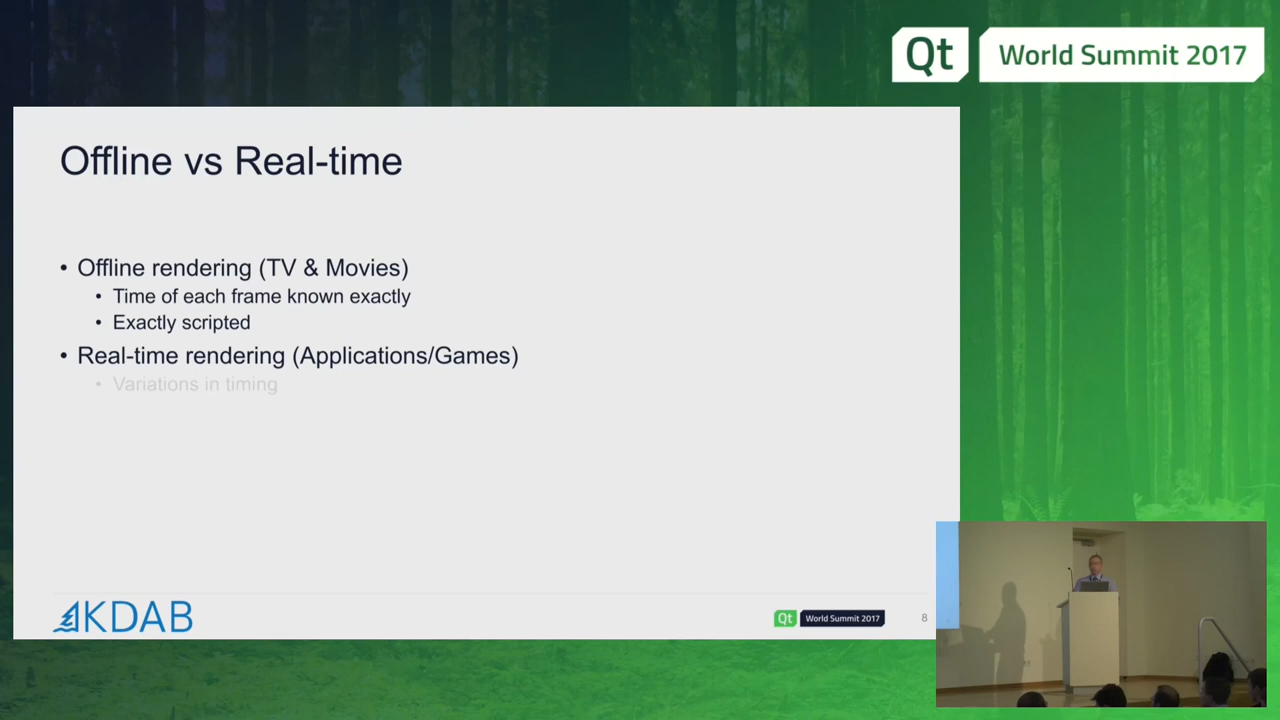 Qt World Summit 2017
Offline vs Real-time
• Offline rendering (TV & Movies)
• Time of each frame known exactly
• Exactly scripted
• Real-time rendering (Applications/Games)
• Variations in timing
KDAB
Qt World Summit 2017
8